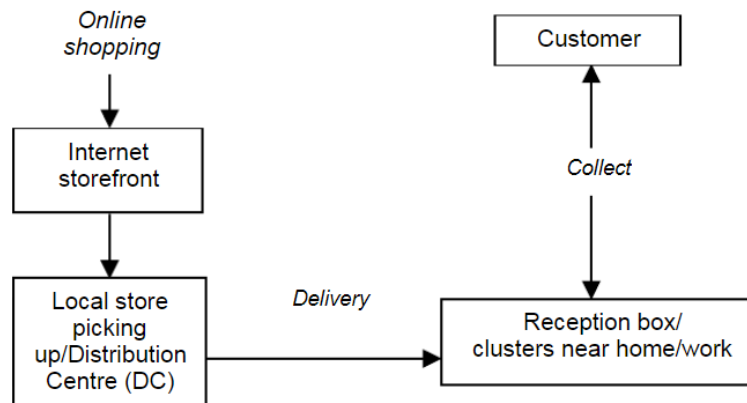 Online
shopping
Customer
Internet
storefront
Collect
Local store
picking
up/Distribution
Centre (DC)
Delivery
Reception box/
clusters near home/work